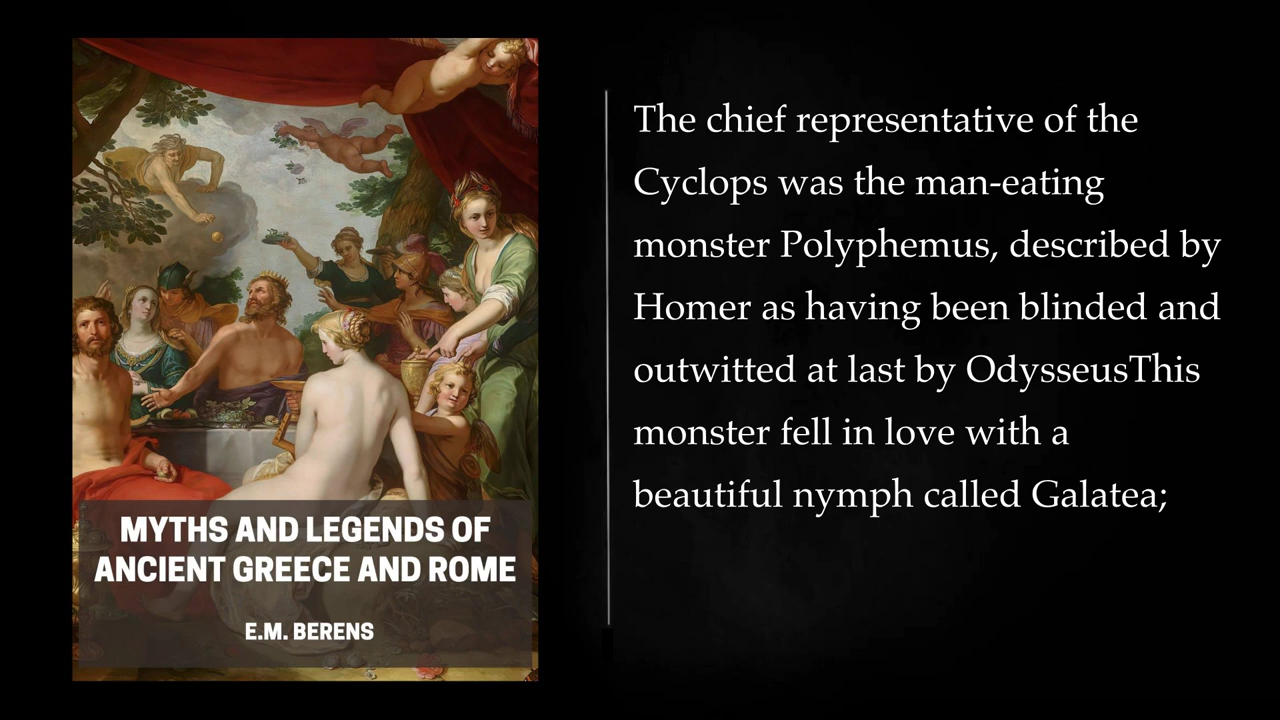 MYTHS AND LEGENDS OF
ANCIENT GREECE AND ROME
E.M. BERENS
The chief representative of the
Cyclops was the man-eating
monster Polyphemus, described by
Homer as having been blinded and
outwitted at last by OdysseusThis
monster fell in love with a
beautiful nymph called Galatea;